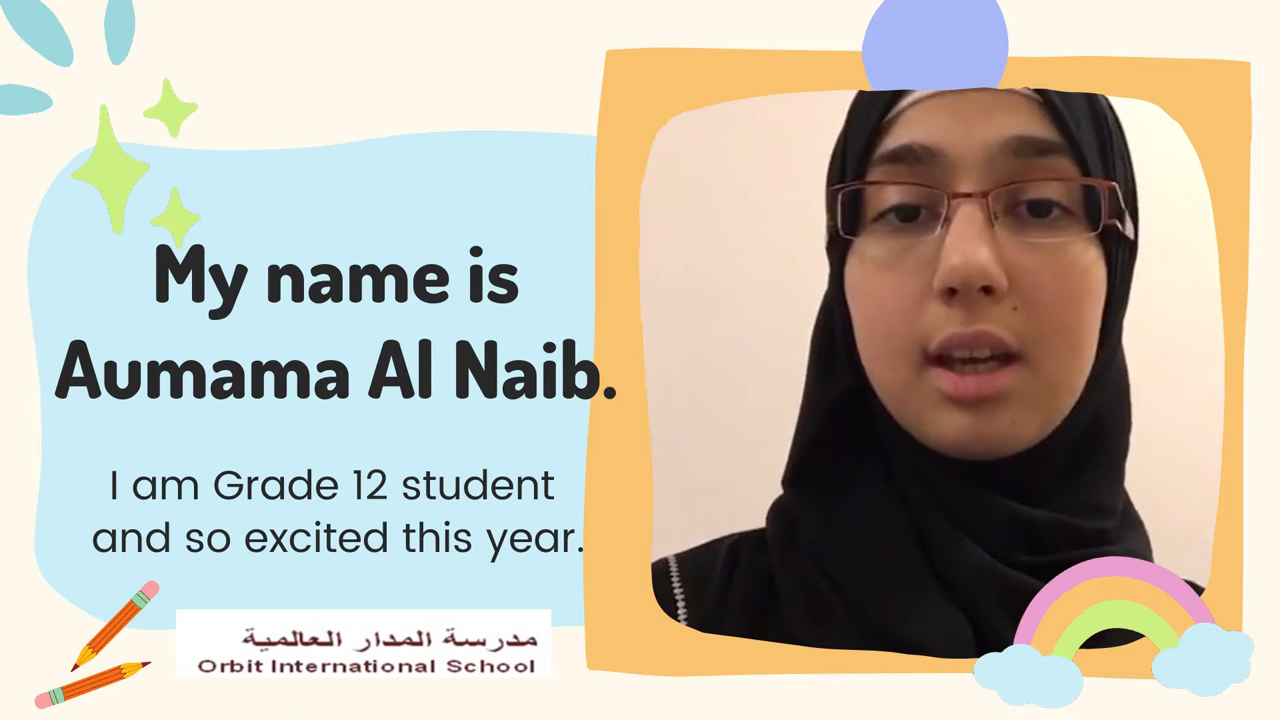 My name is
Aumama Al Naib.
I am Grade 12 student
and so excited this year.
مدرسة المدار العالمية
Orbit International School